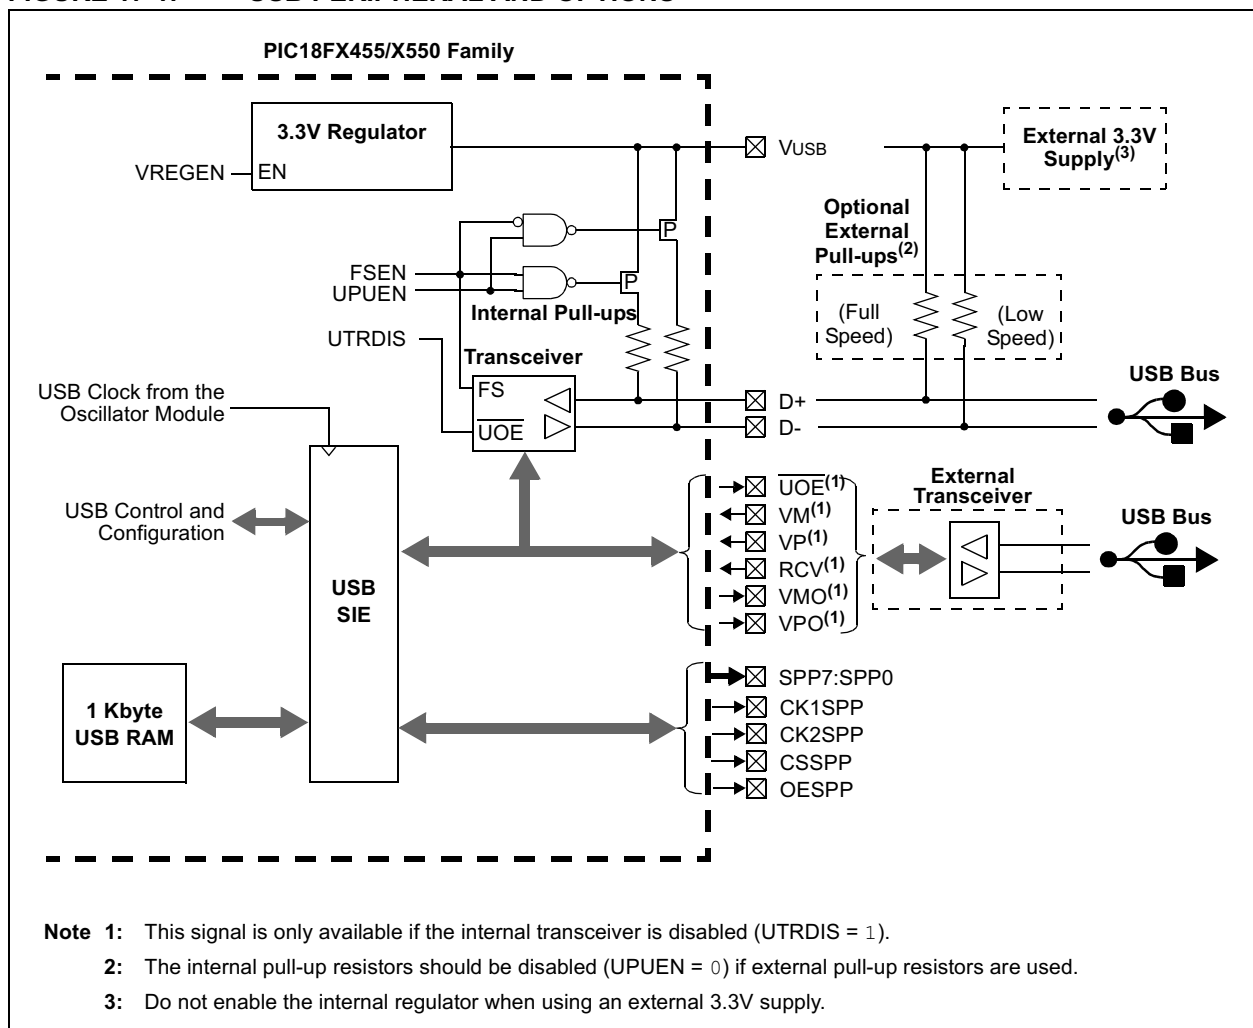 PIC18FX455/X550 Family
3.3V Regulator
EN
VREGEN
VUSB
External 3.3V
Supply(3)
P
Optional
External
Pull-ups(2)
FSEN
UPUEN
P
Internal Pull-ups
(Full
Speed)
(Low
Speed)
UTRDIS
Transceiver
FS
UOE
USB Clock from the
Oscillator Module
D+
D-
USB Bus
USB Control and
Configuration
UOE(1)
VM(1)
VP(1)
RCV(1)
VMO(1)
VPO(1)
External
Transceiver
USB Bus
USB
SIE
1 Kbyte
USB RAM
SPP7:SPP0
CK1SPP
CK2SPP
CSSPP
OESPP
Note 1: This signal is only available if the internal transceiver is disabled (UTRDIS = 1).
2: The internal pull-up resistors should be disabled (UPUEN = 0) if external pull-up resistors are used.
3: Do not enable the internal regulator when using an external 3.3V supply.